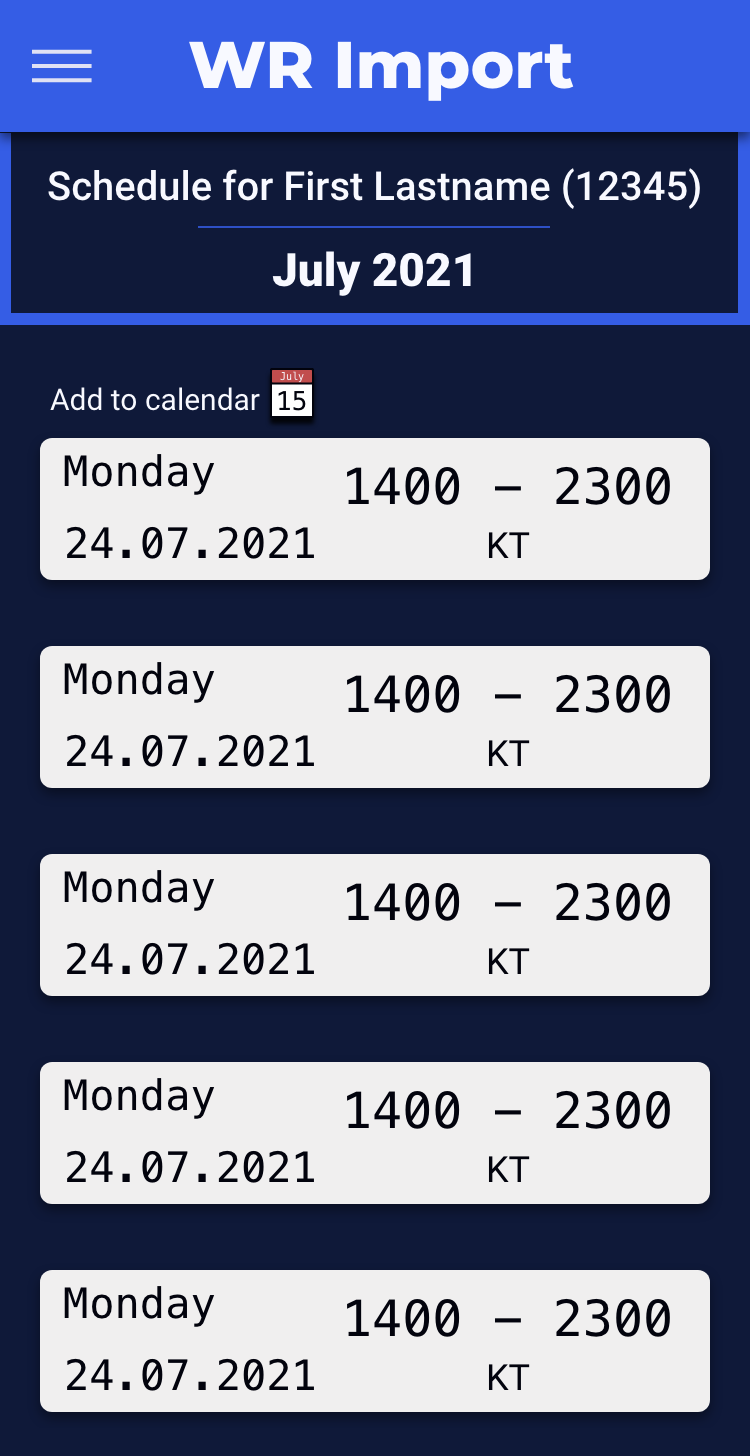 WR Import
Schedule for First Lastname (12345)
July 2021
Add to calendar
July
15
Monday
1400 – 2300
24.07.2021
KT
Monday
1400 – 2300
24.07.2021
KT
Monday
1400 – 2300
24.07.2021
KT
Monday
1400 – 2300
24.07.2021
KT
Monday
1400 – 2300
24.07.2021
KT